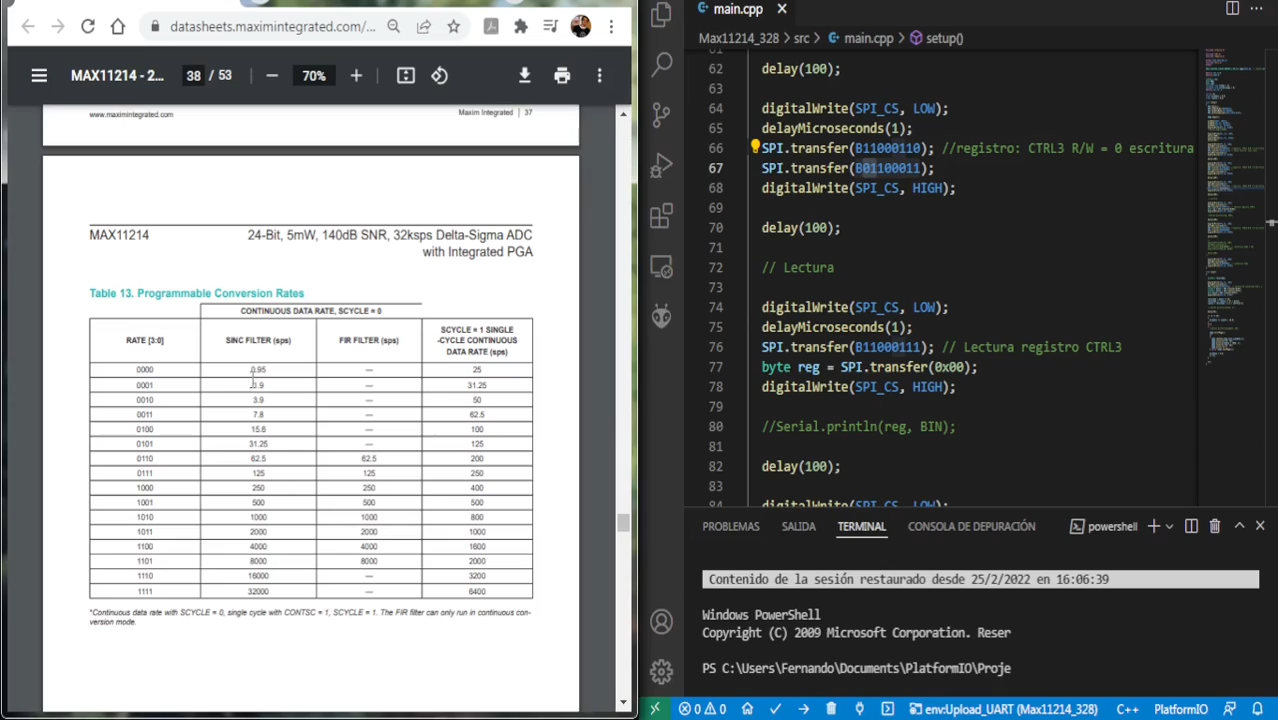 datasheets.maximintegrated.com/...
MAX11214 - 2...
38 / 53
70%
www.maximintegrated.com
Maxim Integrated | 37
MAX11214
24-Bit, 5mW, 140dB SNR, 32ksps Delta-Sigma ADC
with Integrated PGA
Table 13. Programmable Conversion Rates
CONTINUOUS DATA RATE, SCYCLE = 0
RATE [3:0] SINC FILTER (sps) FIR FILTER (sps) SCYCLE = 1 SINGLE
-CYCLE CONTINUOUS
DATA RATE (sps)
0000 0.95 — 25
0001 1.9 — 31.25
0010 3.9 — 50
0011 7.8 — 62.5
0100 15.6 — 100
0101 31.25 — 125
0110 62.5 62.5 200
0111 125 125 250
1000 250 250 400
1001 500 500 500
1010 1000 1000 800
1011 2000 2000 1000
1100 4000 4000 1600
1101 8000 8000 2000
1110 16000 — 3200
1111 32000 — 6400
*Continuous data rate with SCYCLE = 0, single cycle with CONTSC = 1, SCYCLE = 1. The FIR filter can only run in continuous con-
version mode.
main.cpp
Max11214_328 > src > main.cpp > setup()
61
62 delay(100);
63
64 digitalWrite(SPI_CS, LOW);
65 delayMicroseconds(1);
66 SPI.transfer(B11000110); //registro: CTRL3 R/W = 0 escritura
67 SPI.transfer(B01100011);
68 digitalWrite(SPI_CS, HIGH);
69
70 delay(100);
71
72 // Lectura
73
74 digitalWrite(SPI_CS, LOW);
75 delayMicroseconds(1);
76 SPI.transfer(B11000111); // Lectura registro CTRL3
77 byte reg = SPI.transfer(0x00);
78 digitalWrite(SPI_CS, HIGH);
79
80 //Serial.println(reg, BIN);
81
82 delay(100);
83
84 digitalWrite(SPI_CS, LOW);
PROBLEMAS SALIDA TERMINAL CONSOLA DE DEPURACIÓN powershell
Contenido de la sesión restaurado desde 25/2/2022 en 16:06:39
Windows PowerShell
Copyright (C) 2009 Microsoft Corporation. Reser
PS C:\Users\Fernando\Documents\PlatformIO\Proje
0 0 env:Upload_UART (Max11214_328) C++ PlatformIO